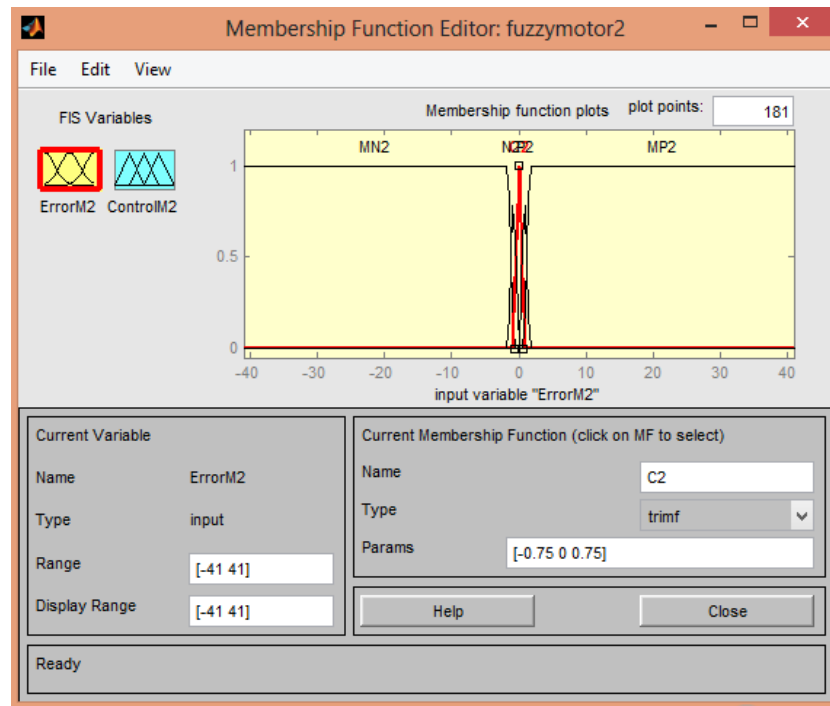 Membership Function Editor: fuzzymotor2
File Edit View
FIS Variables
Membership function plots plot points: 181
MN2 MP2
ErrorM2 ControlM2
1
0.5
0
-40 -30 -20 -10 0 10 20 30 40
input variable "ErrorM2"
Current Variable
Name ErrorM2
Type input
Range [-41 41]
Display Range [-41 41]
Current Membership Function (click on MF to select)
Name C2
Type trimf
Params [-0.75 0 0.75]
Help Close
Ready